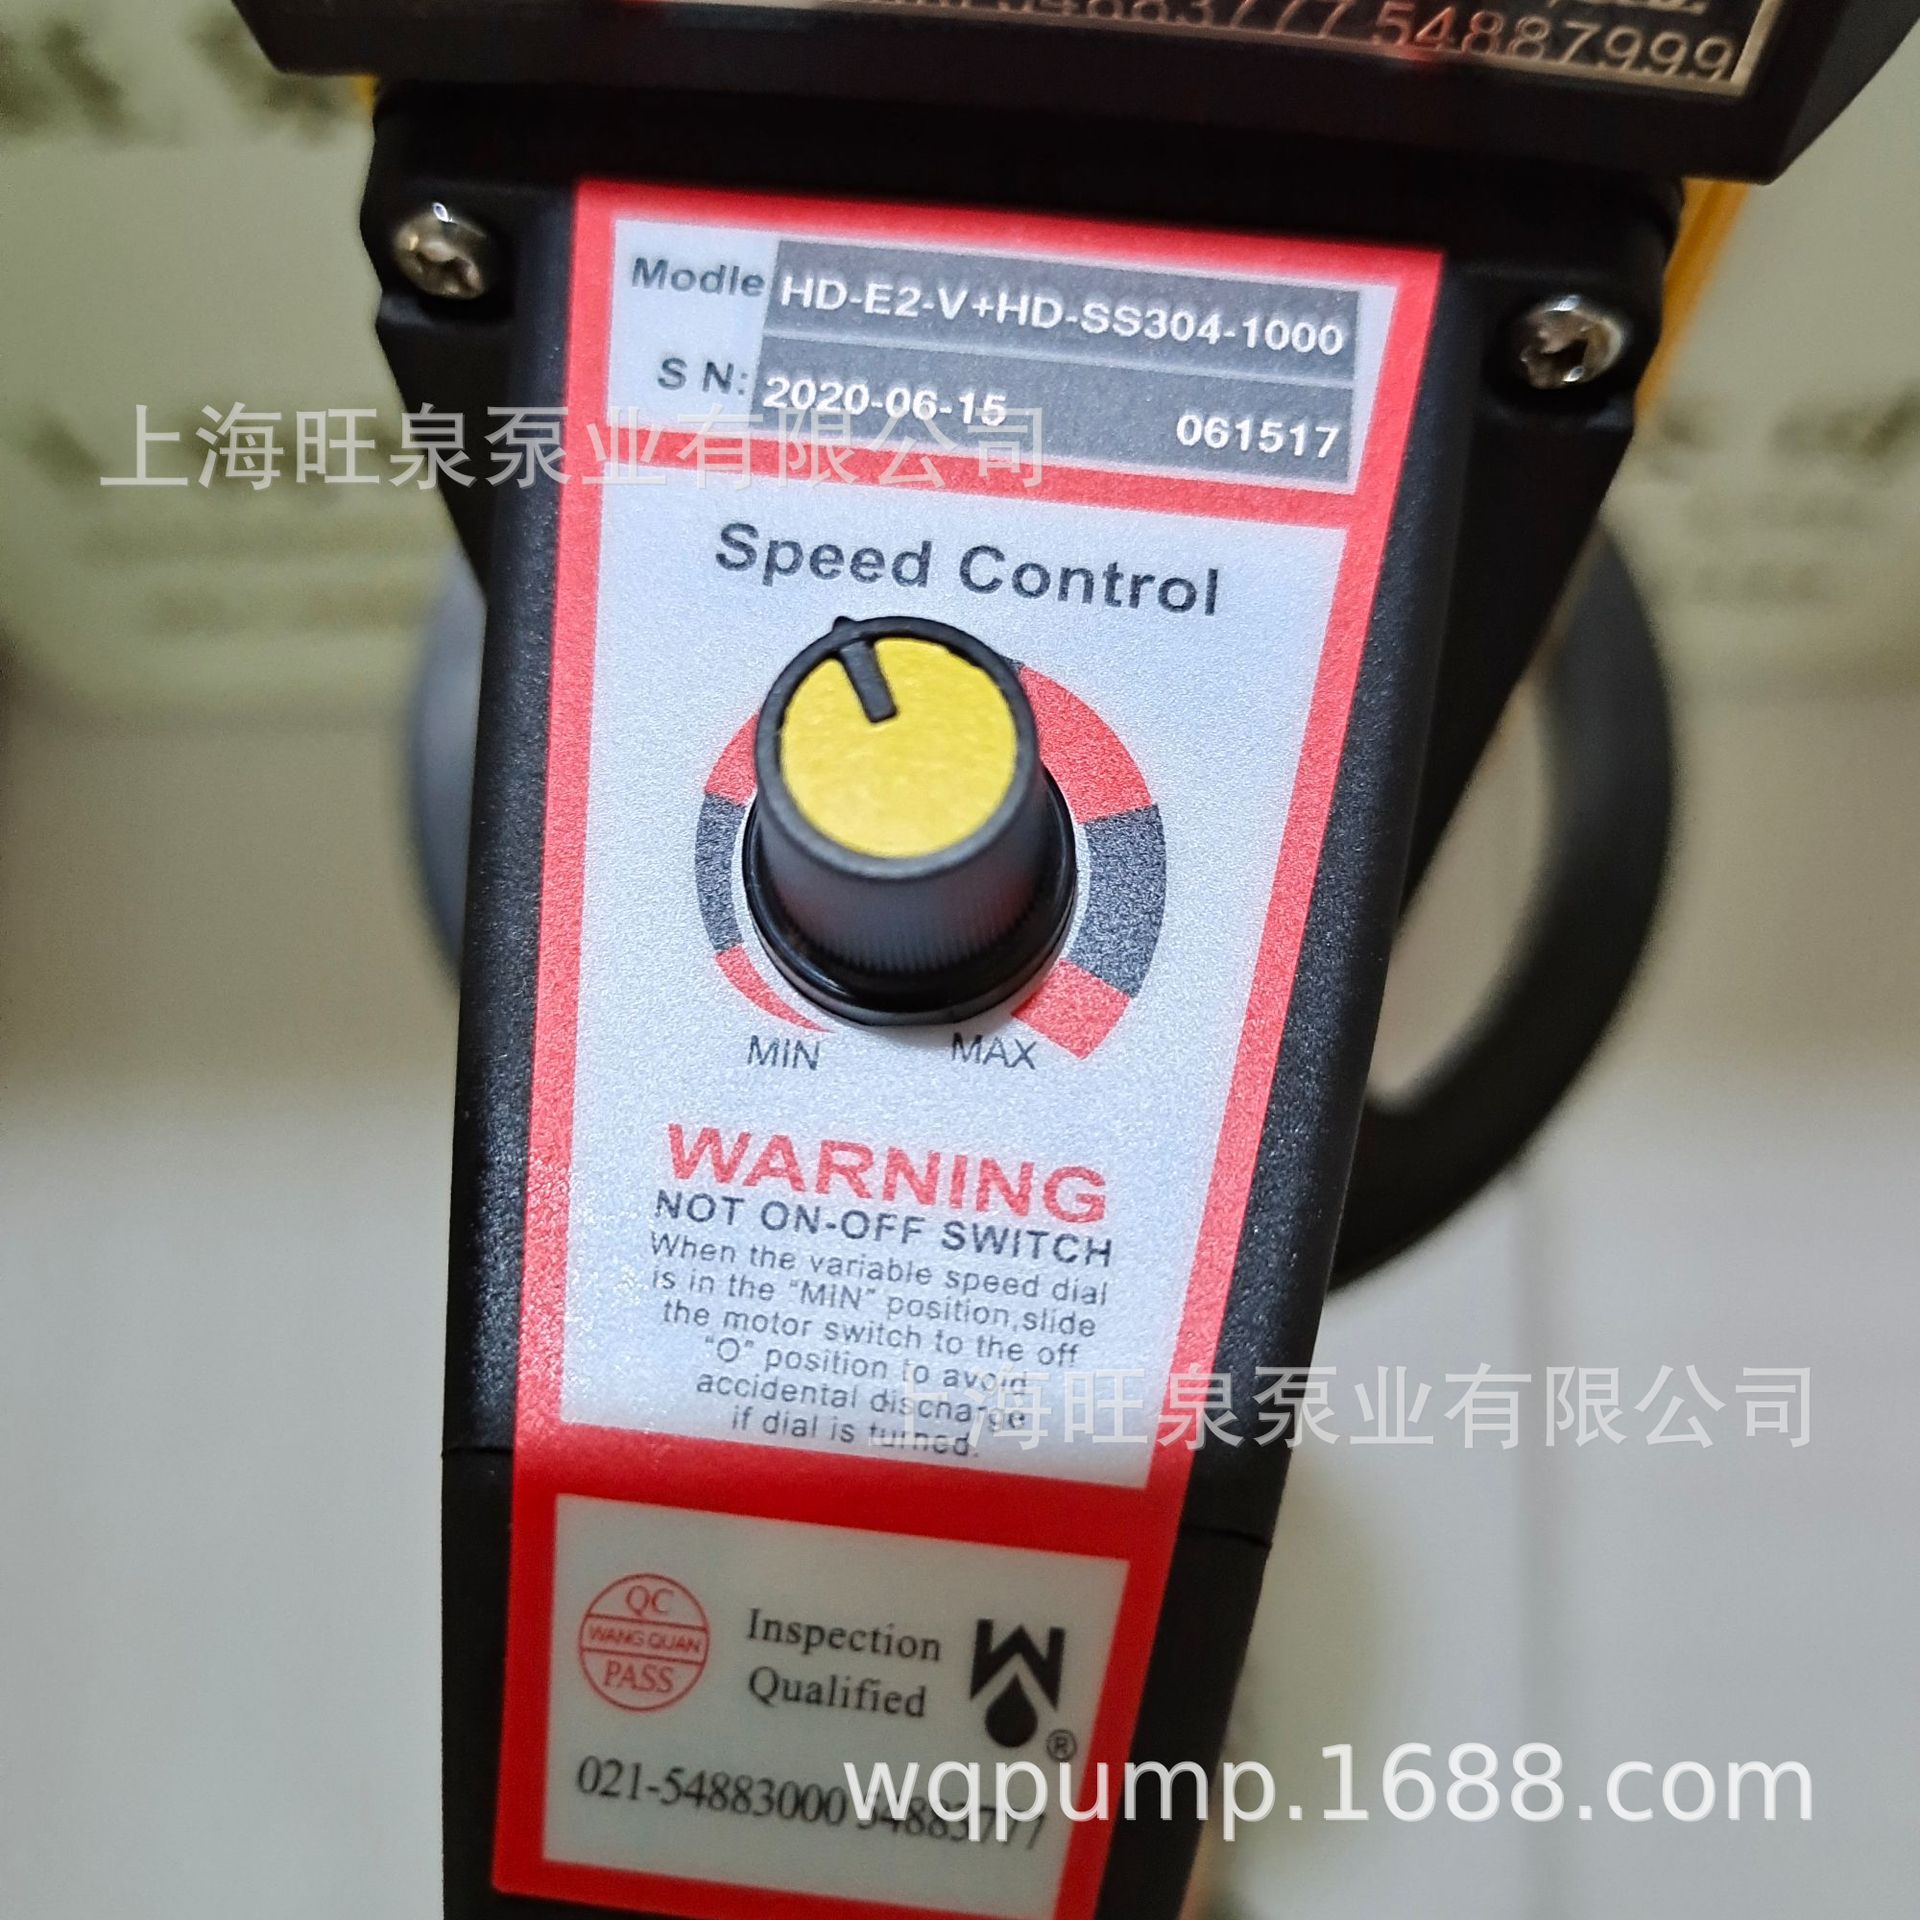 54883777 54887999
Modle HD-E2-V+HD-SS304-1000
S N: 2020-06-15 061517
上海旺泉泵业有限公司
Speed Control
MIN MAX
WARNING
NOT ON-OFF SWITCH
When the variable speed dial
is in the "MIN" position,slide
the motor switch to the off
"O" position to avoid
accidental discharge
if dial is turned.
上海旺泉泵业有限公司
QC
WANG QUAN
PASS
Inspection
Qualified
®
wqpump.1688.com
021-54883000 54883777